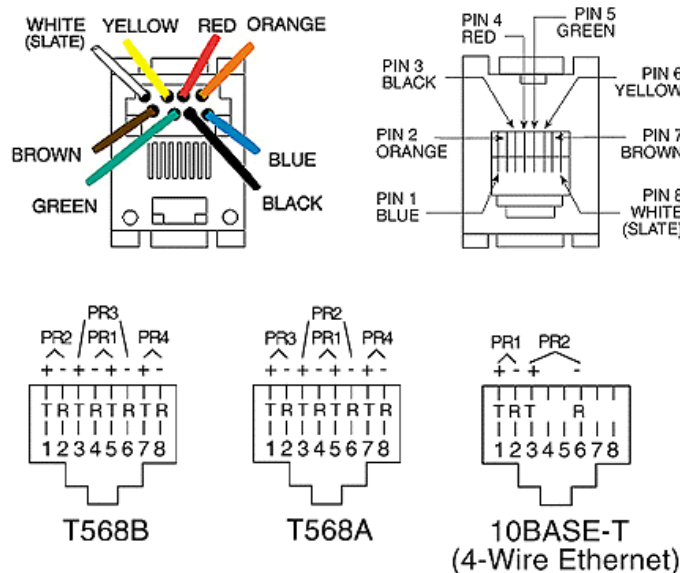 WHITE
(SLATE)
YELLOW
RED
ORANGE
BROWN
GREEN
BLUE
BLACK
PIN 4
RED
PIN 5
GREEN
PIN 3
BLACK
PIN 6
YELLOW
PIN 2
ORANGE
PIN 7
BROWN
PIN 1
BLUE
PIN 8
WHITE
(SLATE)
PR3
PR2 PR1 PR4
+ - + - + - + -
T R T R T R T R
1 2 3 4 5 6 7 8
T568B
PR2
PR3 PR1 PR4
+ - + - + - + -
T R T R T R T R
1 2 3 4 5 6 7 8
T568A
PR1 PR2
+ - + -
T R T R
1 2 3 4 5 6 7 8
10BASE-T
(4-Wire Ethernet)